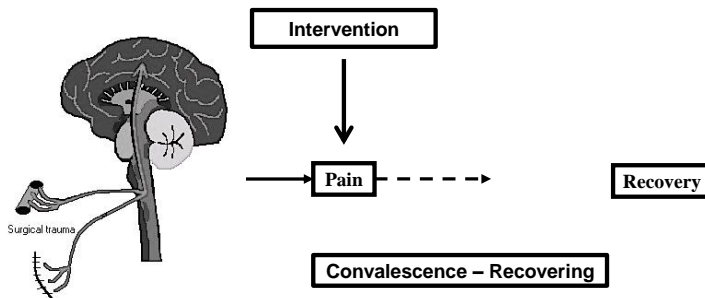 Intervention
Pain
Recovery
Surgical trauma
Convalescence – Recovering